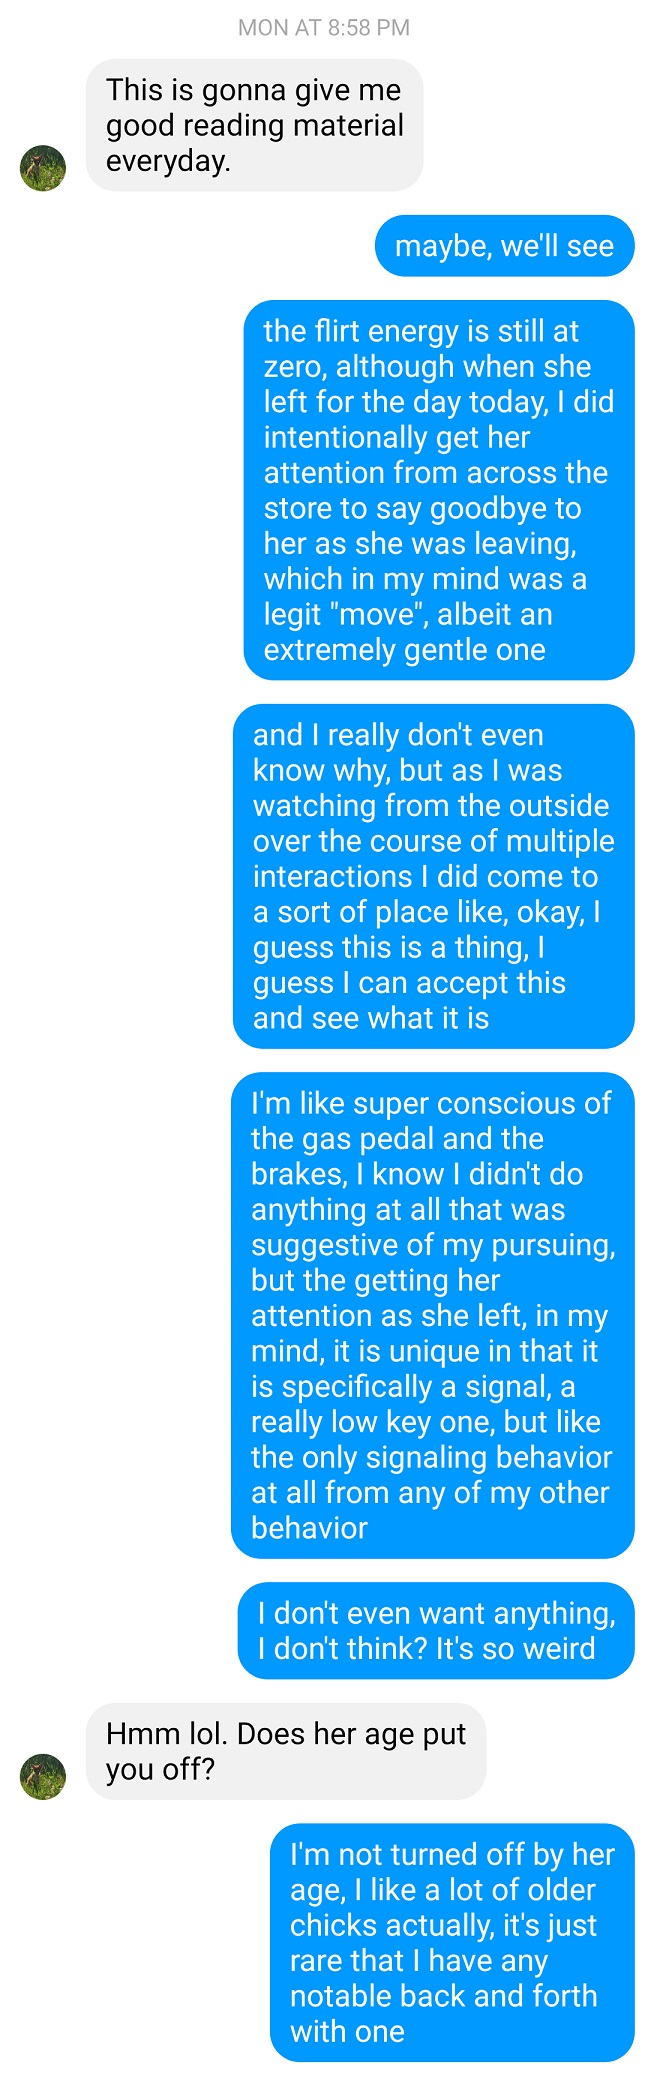 MON AT 8:58 PM
This is gonna give me
good reading material
everyday.
maybe, we'll see
the flirt energy is still at
zero, although when she
left for the day today, I did
intentionally get her
attention from across the
store to say goodbye to
her as she was leaving,
which in my mind was a
legit "move", albeit an
extremely gentle one
and I really don't even
know why, but as I was
watching from the outside
over the course of multiple
interactions I did come to
a sort of place like, okay, I
guess this is a thing, I
guess I can accept this
and see what it is
I'm like super conscious of
the gas pedal and the
brakes, I know I didn't do
anything at all that was
suggestive of my pursuing,
but the getting her
attention as she left, in my
mind, it is unique in that it
is specifically a signal, a
really low key one, but like
the only signaling behavior
at all from any of my other
behavior
I don't even want anything,
I don't think? It's so weird
Hmm lol. Does her age put
you off?
I'm not turned off by her
age, I like a lot of older
chicks actually, it's just
rare that I have any
notable back and forth
with one